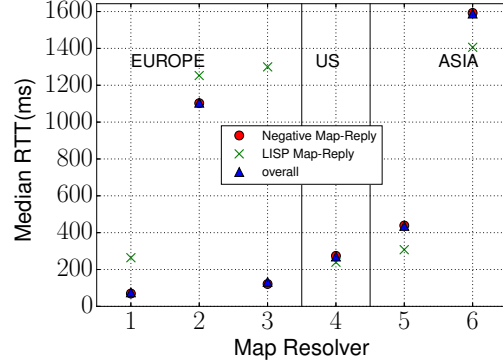 1600
1400
1200
1000
800
600
400
200
0
Median RTT(ms)
EUROPE US ASIA
Negative Map-Reply
LISP Map-Reply
overall
1 2 3 4 5 6
Map Resolver